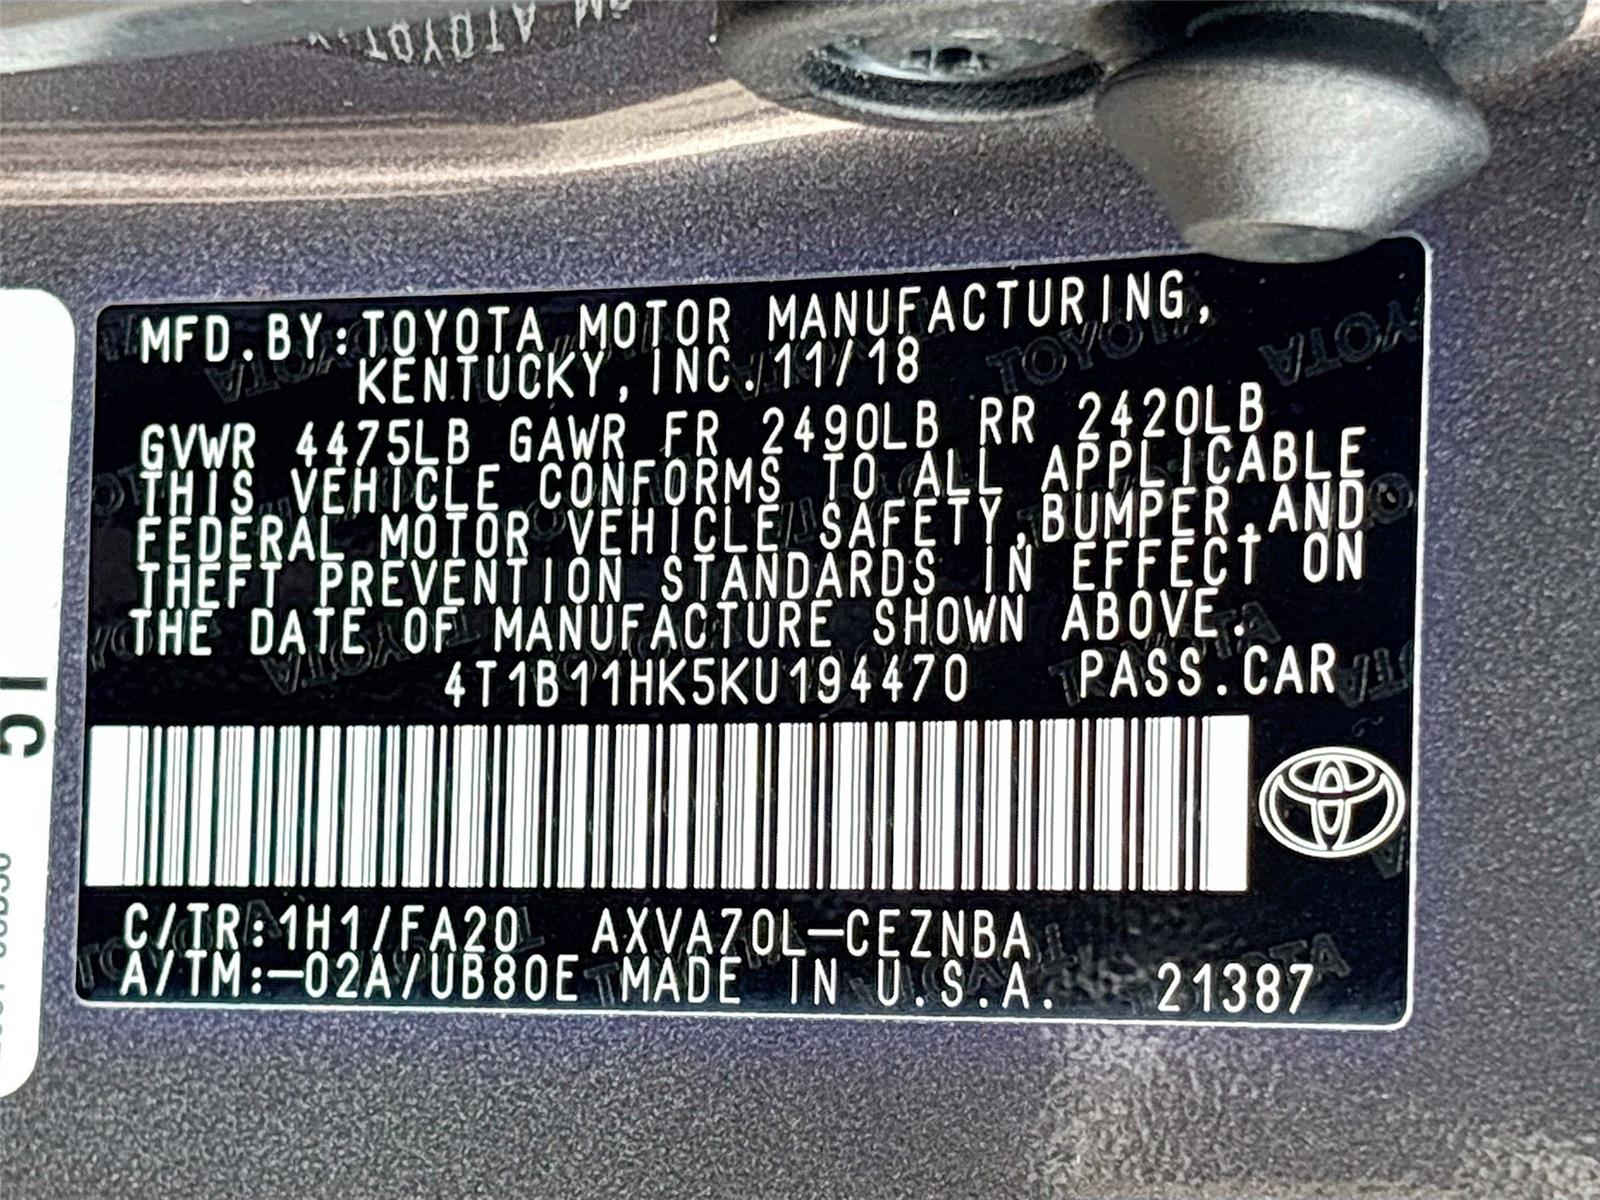 MFD.BY:TOYOTA MOTOR MANUFACTURING,
KENTUCKY, INC. 11/18
GVWR 4475LB GAWR FR 2490LB RR 2420LB
THIS VEHICLE CONFORMS TO ALL APPLICABLE
FEDERAL MOTOR VEHICLE SAFETY,BUMPER,AND
THEFT PREVENTION STANDARDS IN EFFECT ON
THE DATE OF MANUFACTURE SHOWN ABOVE.
4T1B11HK5KU194470 PASS.CAR
C/TR:1H1/FA20 AXVA70L-CEZNBA
A/TM:-02A/UB80E MADE IN U.S.A. 21387